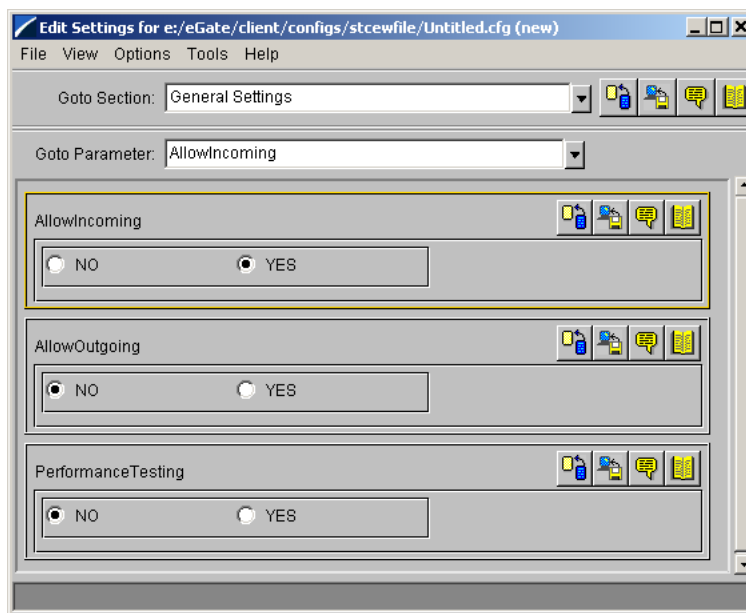 Edit Settings for e:/eGate/client/configs/stcewfile/Untitled.cfg (new)
File View Options Tools Help
Goto Section: General Settings
Goto Parameter: AllowIncoming
AllowIncoming
NO YES
AllowOutgoing
NO YES
PerformanceTesting
NO YES